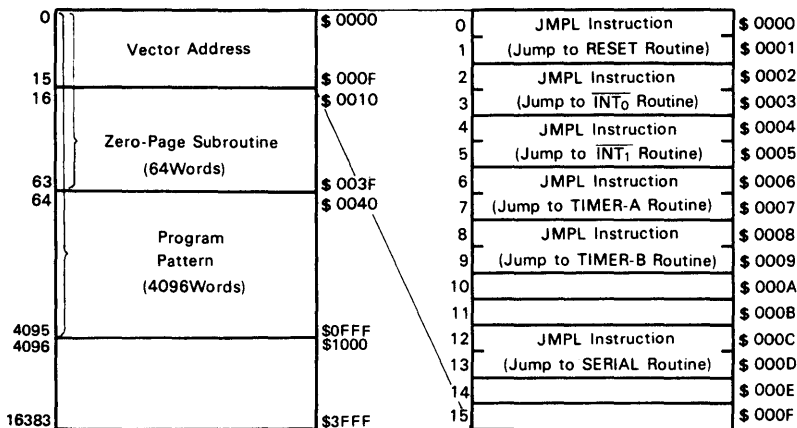 0
$0000
Vector Address
15
$000F
16
$0010
Zero-Page Subroutine
(64Words)
63
$003F
64
$0040
Program
Pattern
(4096Words)
4095
$0FFF
4096
$1000
16383
$3FFF
0 JMPL Instruction $0000
1 (Jump to RESET Routine) $0001
2 JMPL Instruction $0002
3 (Jump to INT0 Routine) $0003
4 JMPL Instruction $0004
5 (Jump to INT1 Routine) $0005
6 JMPL Instruction $0006
7 (Jump to TIMER-A Routine) $0007
8 JMPL Instruction $0008
9 (Jump to TIMER-B Routine) $0009
10 $000A
11 $000B
12 JMPL Instruction $000C
13 (Jump to SERIAL Routine) $000D
14 $000E
15 $000F